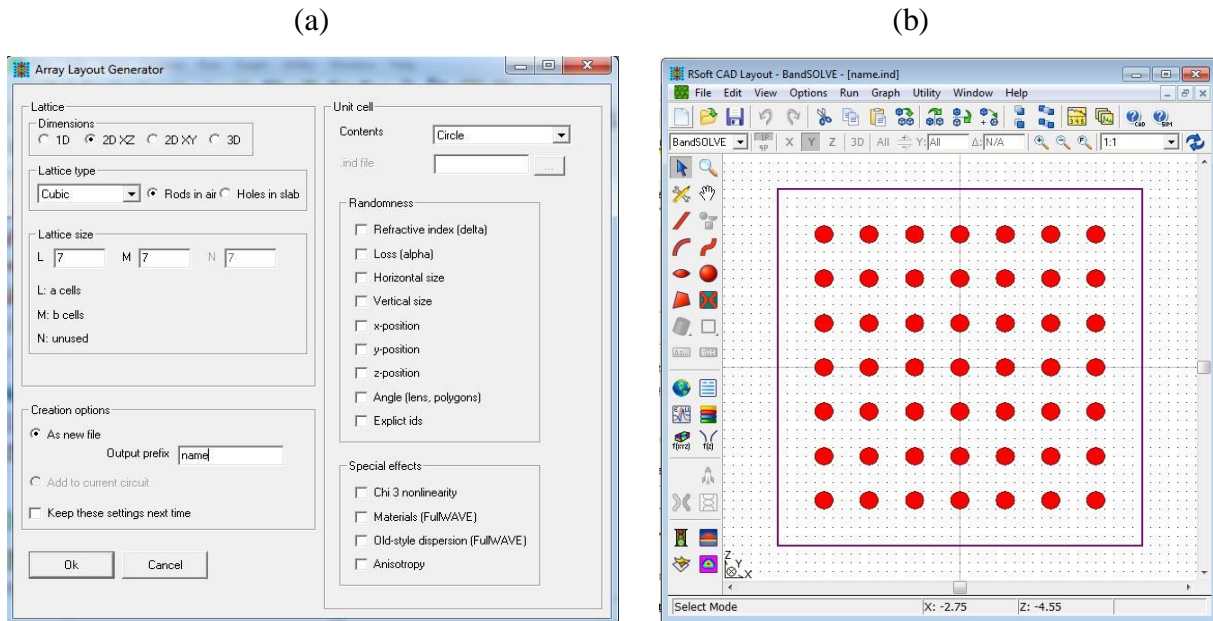 (a)
(b)
Array Layout Generator
Lattice
Dimensions
1D 2D XZ 2D XY 3D
Lattice type
Cubic Rods in air Holes in slab
Lattice size
L 7 M 7 N 7
L: a cells
M: b cells
N: unused
Creation options
As new file
Output prefix name
Add to current circuit
Keep these settings next time
Ok Cancel
Unit cell
Contents Circle
.ind file ...
Randomness
Refractive index (delta)
Loss (alpha)
Horizontal size
Vertical size
x-position
y-position
z-position
Angle (lens, polygons)
Explict ids
Special effects
Chi 3 nonlinearity
Materials (FullWAVE)
Old-style dispersion (FullWAVE)
Anisotropy
RSoft CAD Layout - BandSOLVE - [name.ind]
File Edit View Options Run Graph Utility Window Help
BandSOLVE X Y Z 3D All Y: All Δ: N/A 1:1
Z
Y
X
Select Mode X: -2.75 Z: -4.55